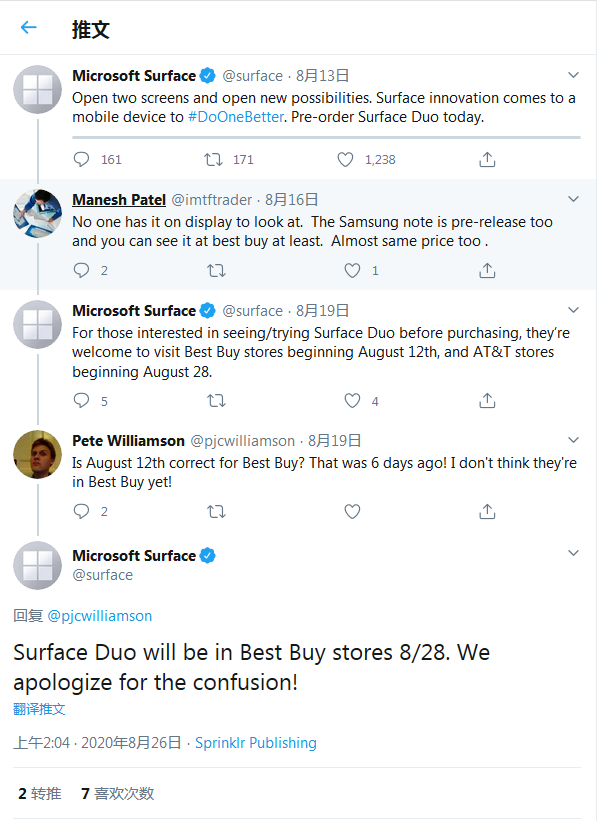 推文
Microsoft Surface @surface · 8月13日
Open two screens and open new possibilities. Surface innovation comes to a
mobile device to #DoOneBetter. Pre-order Surface Duo today.
161 171 1,238
Manesh Patel @imtftrader · 8月16日
No one has it on display to look at. The Samsung note is pre-release too
and you can see it at best buy at least. Almost same price too .
2 1
Microsoft Surface @surface · 8月19日
For those interested in seeing/trying Surface Duo before purchasing, they're
welcome to visit Best Buy stores beginning August 12th, and AT&T stores
beginning August 28.
5 4
Pete Williamson @pjcwilliamson · 8月19日
Is August 12th correct for Best Buy? That was 6 days ago! I don't think they're
in Best Buy yet!
2
Microsoft Surface
@surface
回复 @pjcwilliamson
Surface Duo will be in Best Buy stores 8/28. We
apologize for the confusion!
翻译推文
上午2:04 · 2020年8月26日 · Sprinklr Publishing
2 转推 7 喜欢次数